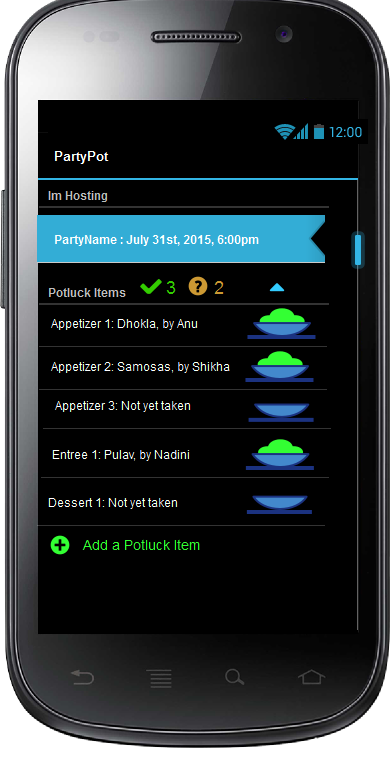 12:00
PartyPot
Im Hosting
PartyName : July 31st, 2015, 6:00pm
Potluck Items 3 ? 2
Appetizer 1: Dhokla, by Anu
Appetizer 2: Samosas, by Shikha
Appetizer 3: Not yet taken
Entree 1: Pulav, by Nadini
Dessert 1: Not yet taken
Add a Potluck Item